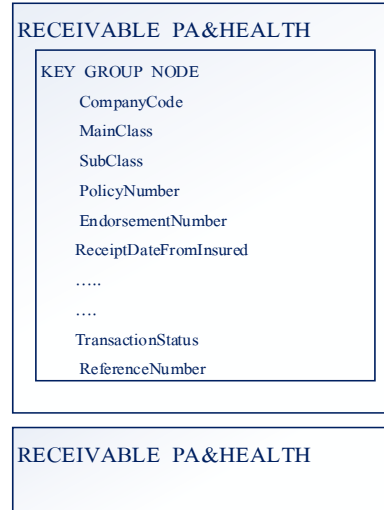 RECEIVABLE PA&HEALTH
KEY GROUP NODE
CompanyCode
MainClass
SubClass
PolicyNumber
EndorsementNumber
ReceiptDateFromInsured
.....
....
TransactionStatus
ReferenceNumber
RECEIVABLE PA&HEALTH